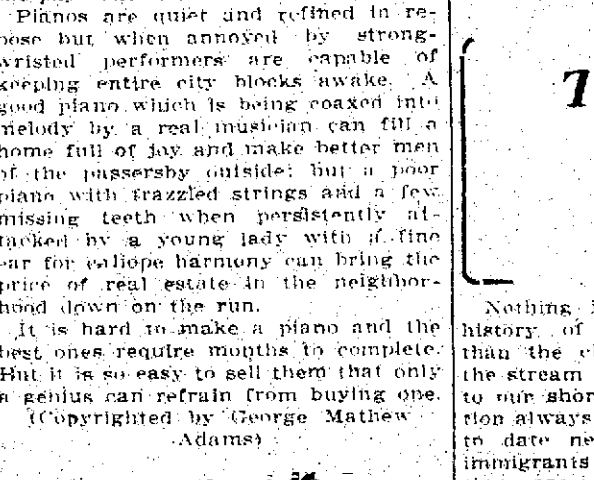 Pianos are quiet and refined in re-
pose but when annoyed by strong-
wristed performers are capable of
keeping entire city blocks awake. A
good piano which is being coaxed into
melody by a real musician can fill a
home full of joy and make better men
of the passersby outside; but a poor
piano with frazzled strings and a few
missing teeth when persistently at-
tacked by a young lady with a fine
ear for caliope harmony can bring the
price of real estate in the neighbor-
hood down on the run.
It is hard to make a piano and the
best ones require months to complete.
But it is so easy to sell them that only
a genius can refrain from buying one.
(Copyrighted by George Mathew
Adams)
T
Nothing
history of
than the
the stream
to our shor
tion always
to date ne
immigrants